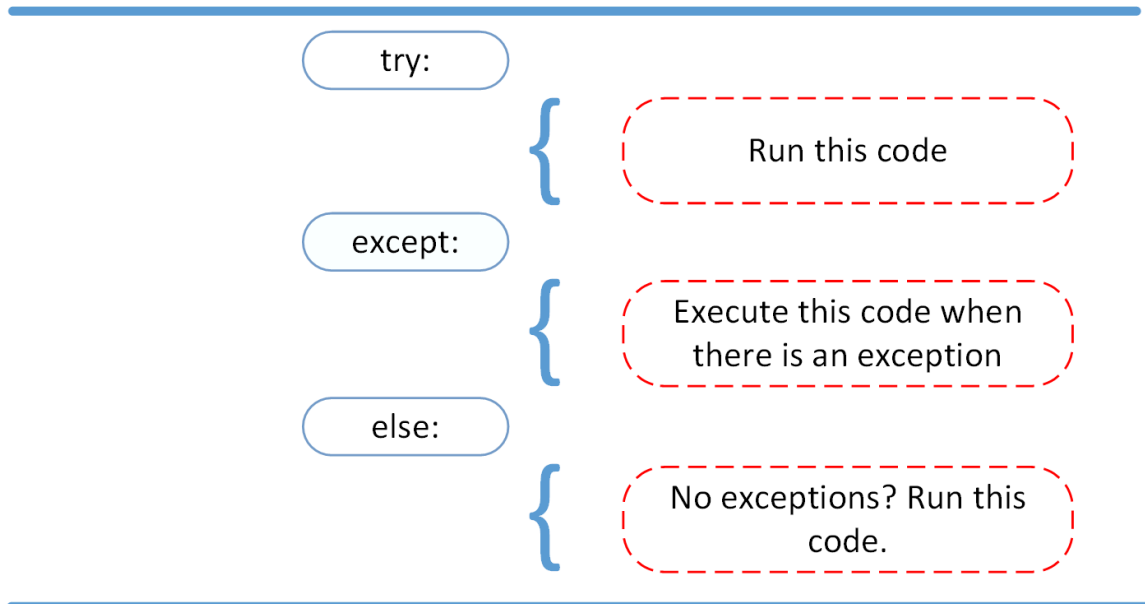 try:
Run this code
except:
Execute this code when
there is an exception
else:
No exceptions? Run this
code.